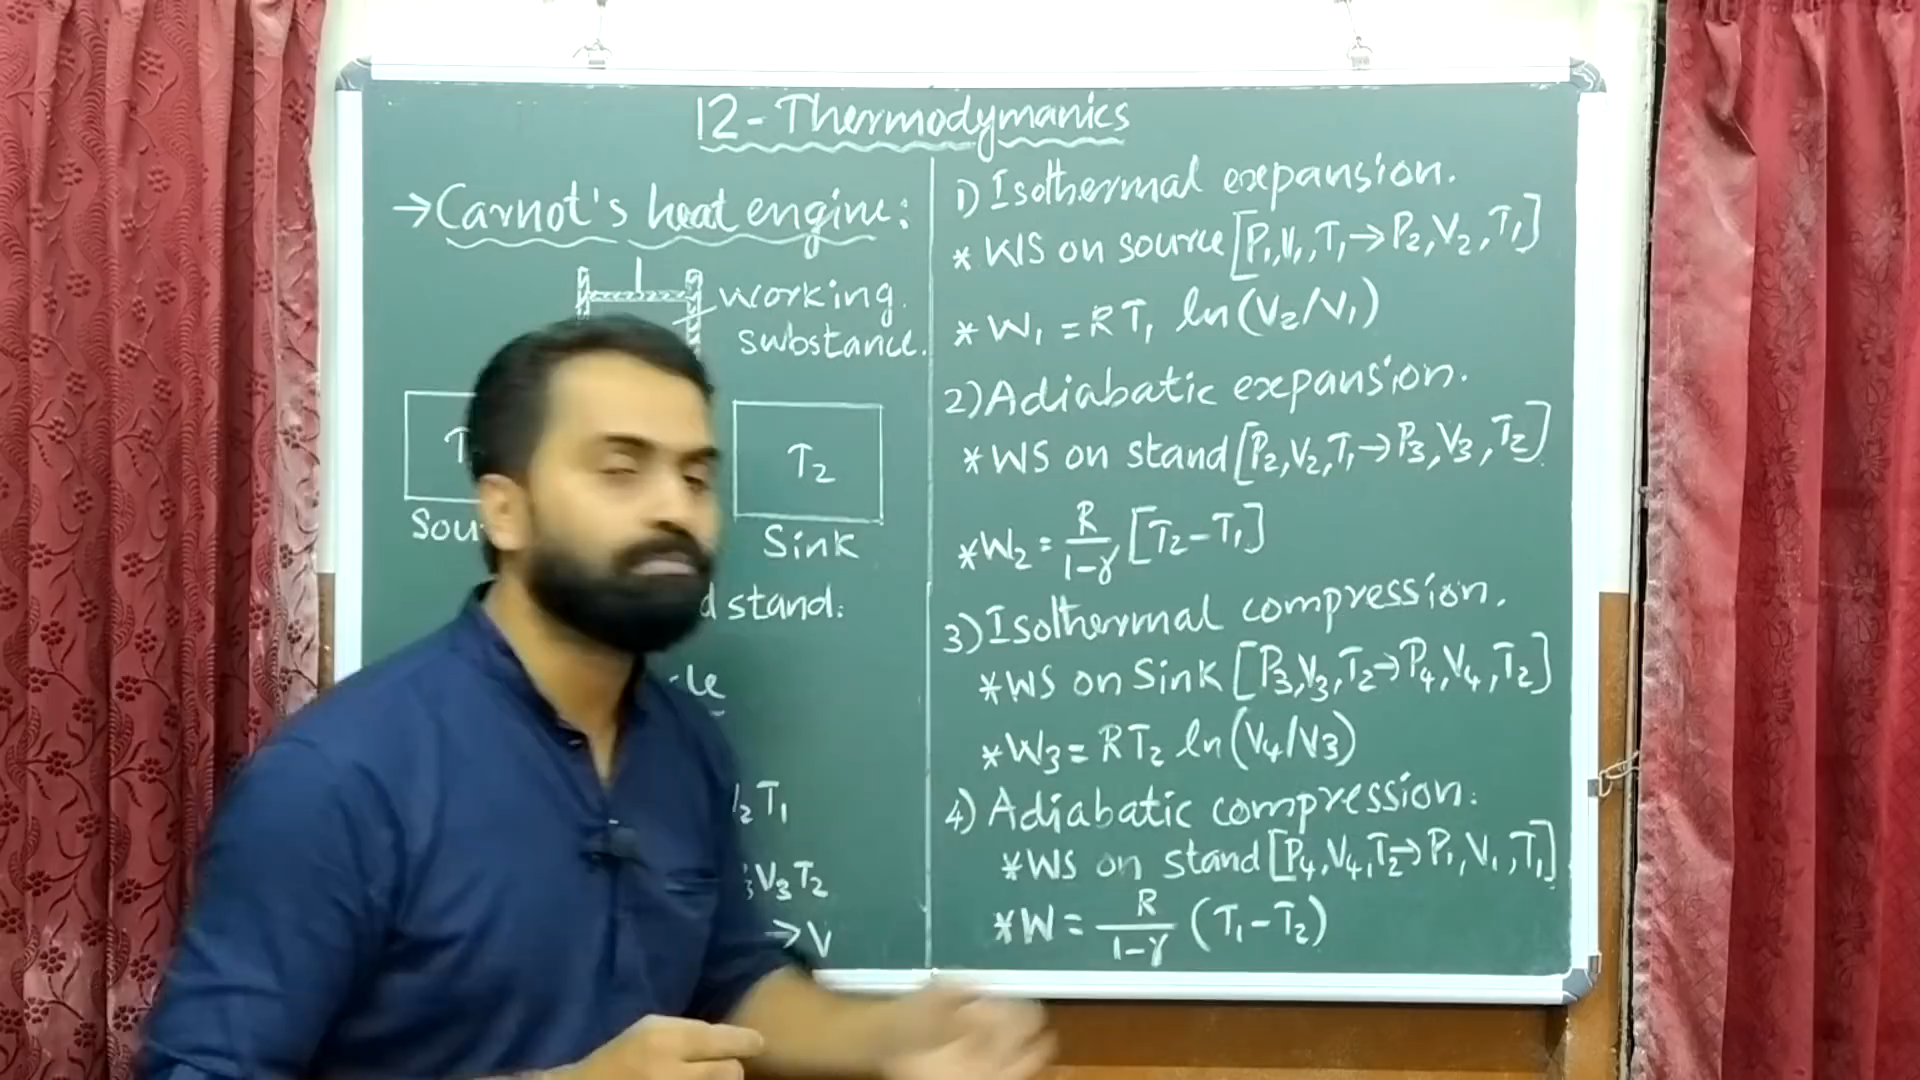 12-Thermodymanics
→Carnot's heat engine:
working
substance.
T₂
Sink
stand:
T₁
V₃T₂
→V
1) Isothermal expansion.
* WS on source [P₁,V₁,T₁→P₂,V₂,T₁]
* W₁ = RT₁ ln(V₂/V₁)
2) Adiabatic expansion.
* WS on stand [P₂,V₂,T₁→P₃,V₃,T₂]
* W₂ = R/1-γ [T₂-T₁]
3) Isothermal compression.
* WS on Sink [P₃,V₃,T₂→P₄,V₄,T₂]
* W₃ = RT₂ ln(V₄/V₃)
4) Adiabatic compression:
* WS on stand [P₄,V₄,T₂→P₁,V₁,T₁]
* W = R/1-γ (T₁-T₂)